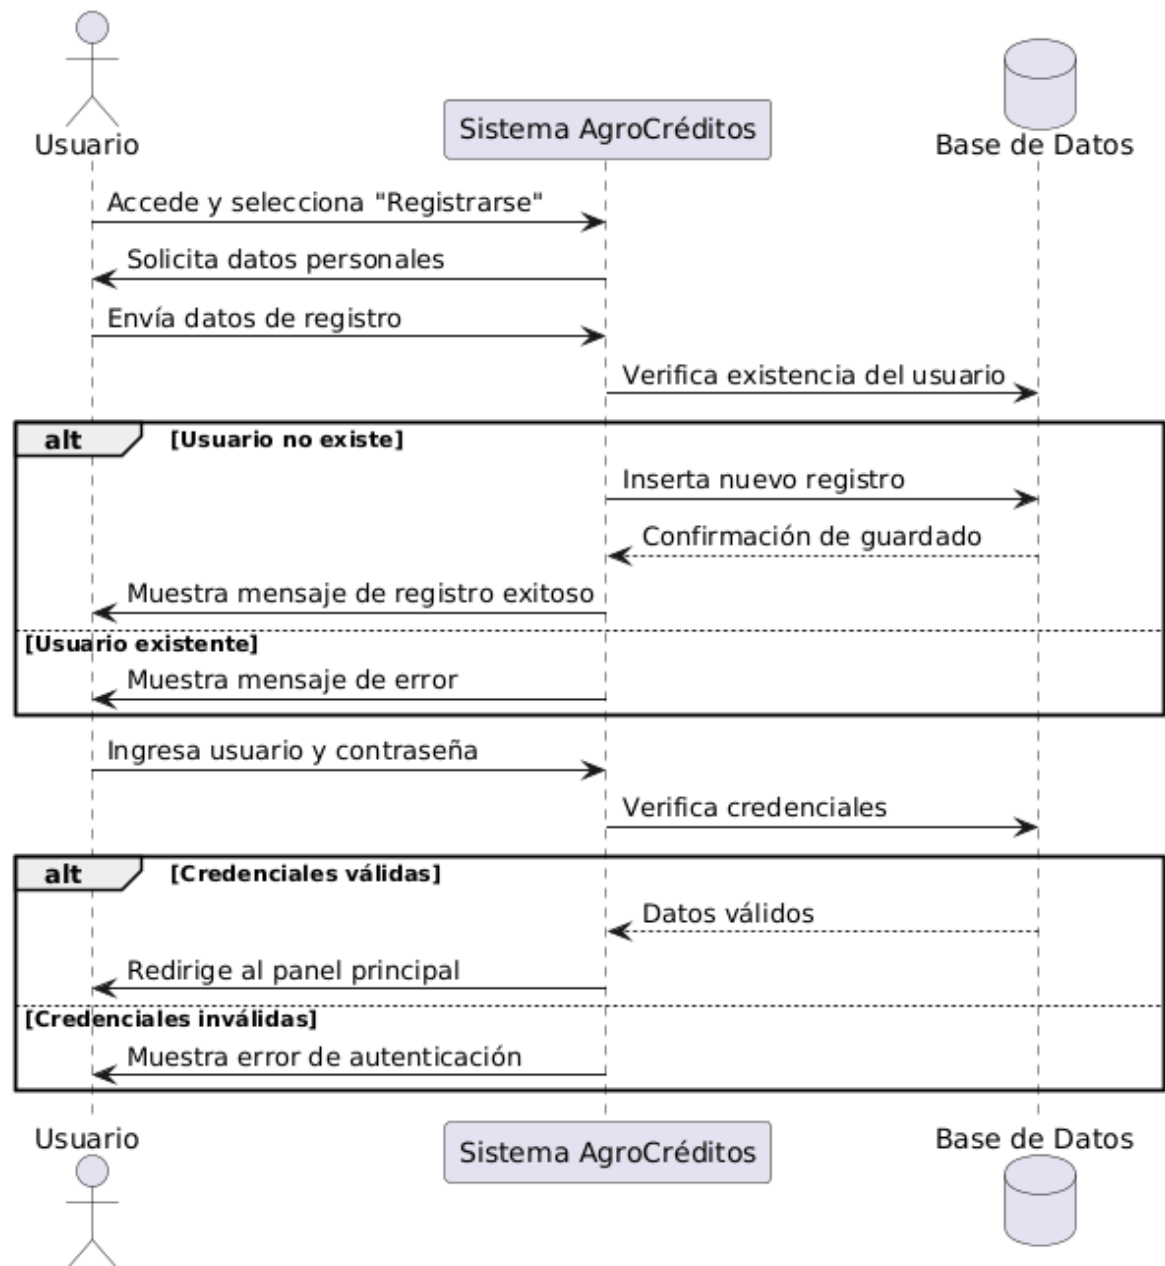 Usuario
Sistema AgroCréditos
Base de Datos
Accede y selecciona "Registrarse"
Solicita datos personales
Envía datos de registro
Verifica existencia del usuario
alt [Usuario no existe]
Inserta nuevo registro
Confirmación de guardado
Muestra mensaje de registro exitoso
[Usuario existente]
Muestra mensaje de error
Ingresa usuario y contraseña
Verifica credenciales
alt [Credenciales válidas]
Datos válidos
Redirige al panel principal
[Credenciales inválidas]
Muestra error de autenticación
Usuario
Sistema AgroCréditos
Base de Datos